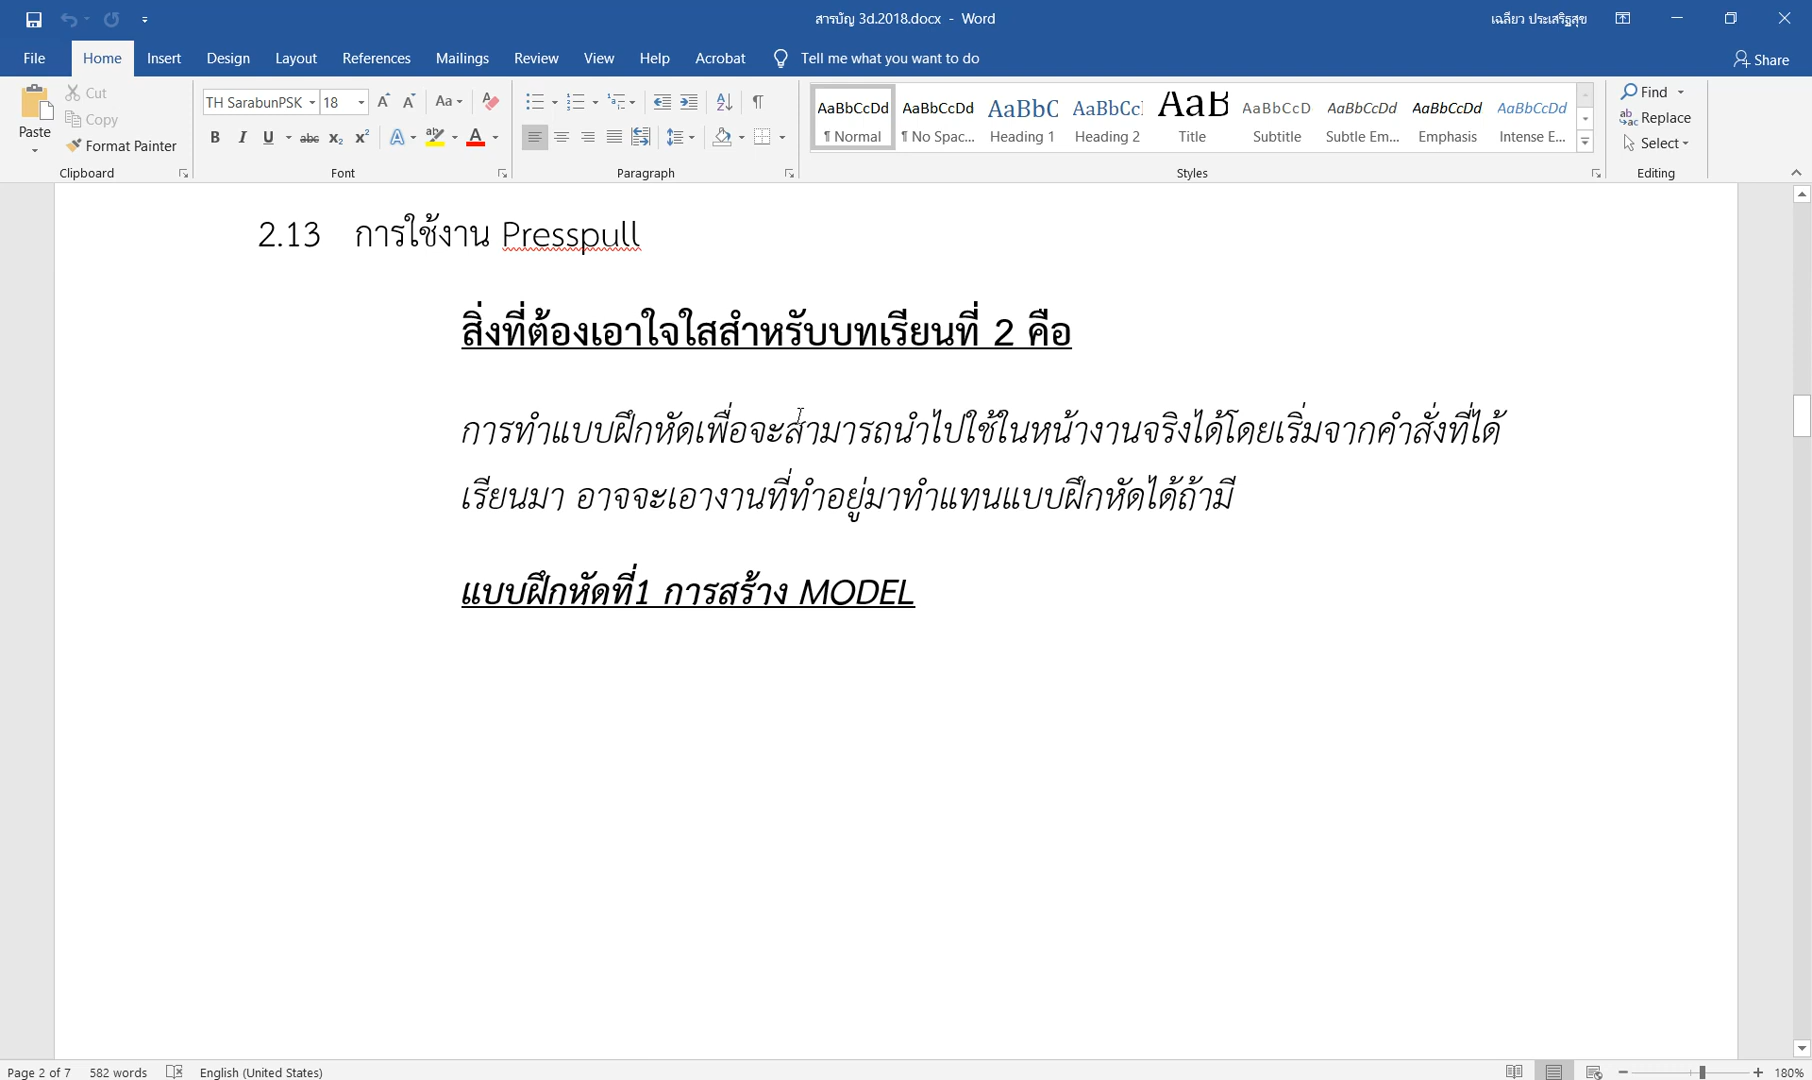 สารบัญ 3d.2018.docx - Word
เฉลียว ประเสริฐสุข
File Home Insert Design Layout References Mailings Review View Help Acrobat Tell me what you want to do Share
Paste
Cut
Copy
Format Painter
Clipboard
TH SarabunPSK 18
Font
Paragraph
AaBbCcDd AaBbCcDd AaBbC AaBbCc AaB AaBbCcD AaBbCcDd AaBbCcDd AaBbCcDd
¶ Normal ¶ No Spac... Heading 1 Heading 2 Title Subtitle Subtle Em... Emphasis Intense E...
Styles
Find
Replace
Select
Editing
2.13 การใช้งาน Presspull
สิ่งที่ต้องเอาใจใสสำหรับบทเรียนที่ 2 คือ
การทำแบบฝึกหัดเพื่อจะสามารถนำไปใช้ในหน้างานจริงได้โดยเริ่มจากคำสั่งที่ได้
เรียนมา อาจจะเอางานที่ทำอยู่มาทำแทนแบบฝึกหัดได้ถ้ามี
แบบฝึกหัดที่1 การสร้าง MODEL
Page 2 of 7 582 words English (United States) 180%